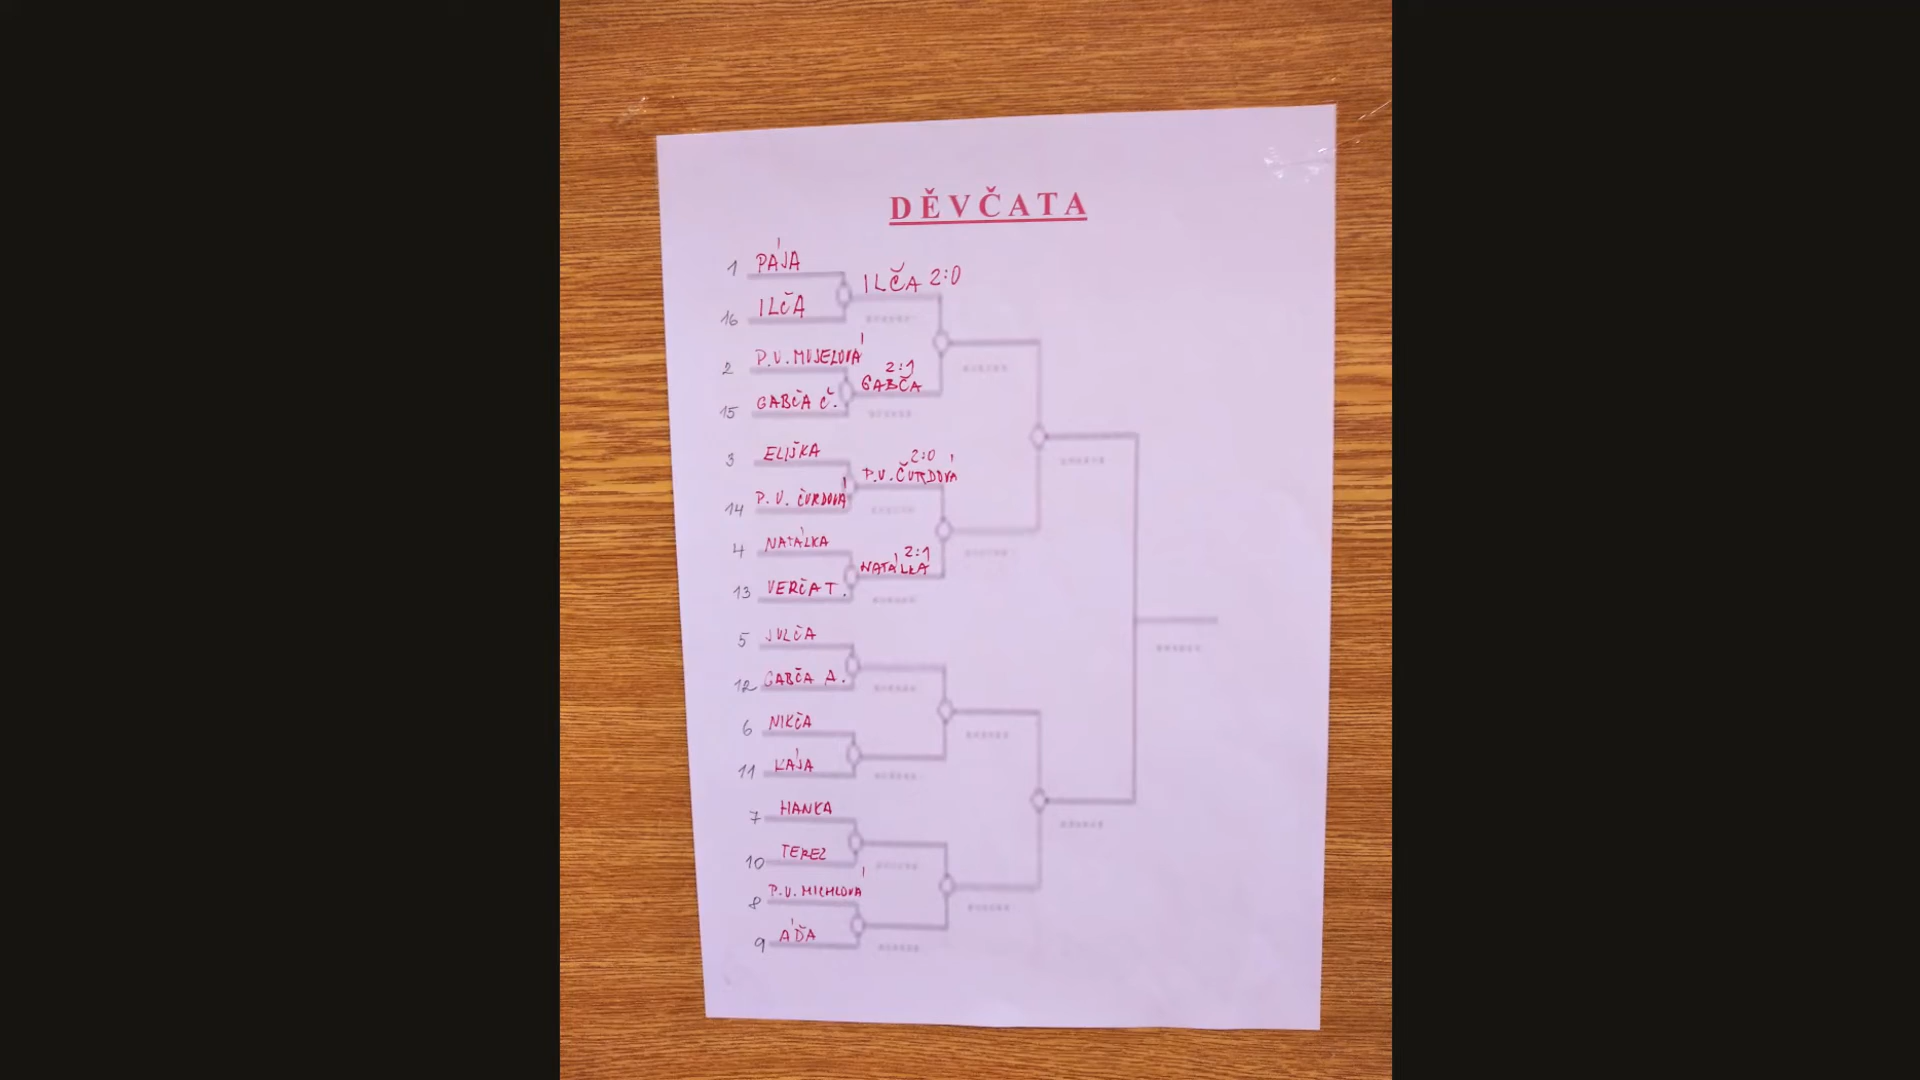 DĚVČATA
1 PÁJA
ILČA 2:0
16 ILČA
2 P.U. MUJELOVÁ
2:1
GABČA
15 GABČA Č.
3 ELIŠKA
2:0
P.U. ČURDOVÁ
14 P.U. ČURDOVÁ
4 NATÁLKA
2:1
NATÁLKA
13 VERČA T.
5 JULČA
12 GABČA A.
6 NIKČA
11 KÁJA
7 HANKA
10 TEREZ
8 P.U. MICHLOVÁ
9 ÁĎA